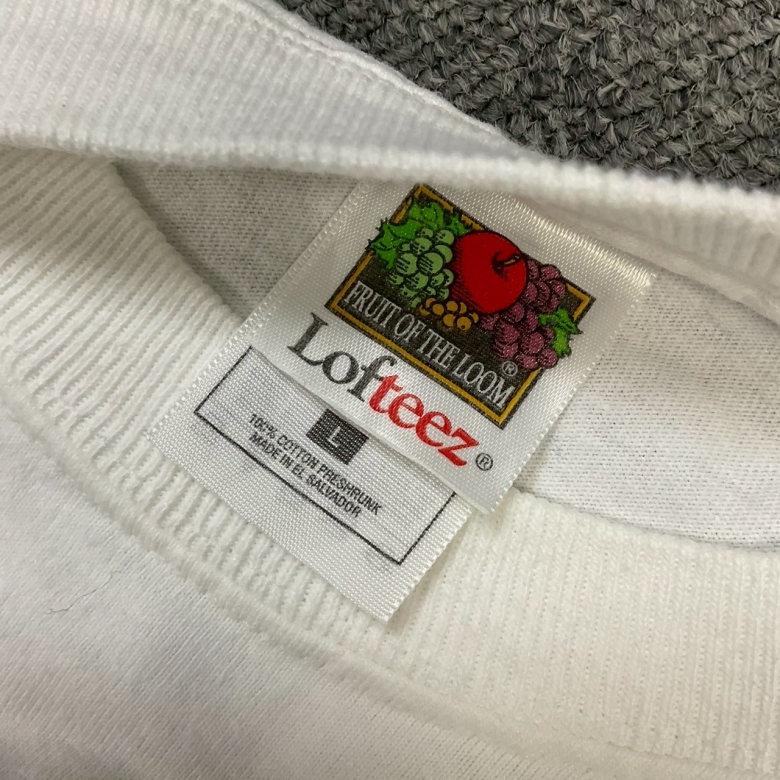 FRUIT OF THE LOOM®
Lofteez®
L
100% COTTON PRESHRUNK
MADE IN EL SALVADOR